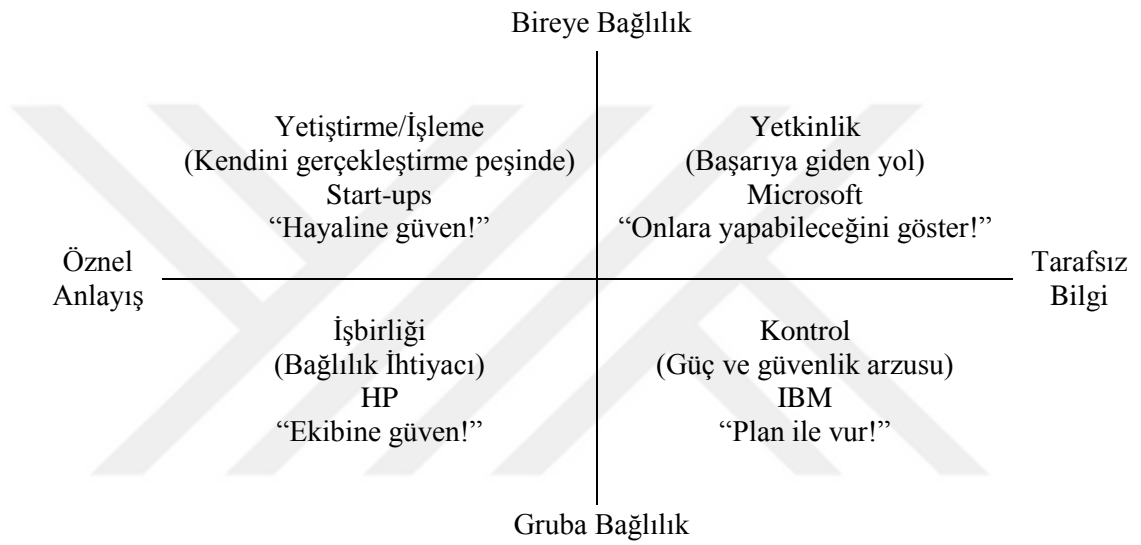 Bireye Bağlılık
Yetiştirme/İşleme
(Kendini gerçekleştirme peşinde)
Start-ups
“Hayaline güven!”
Yetkinlik
(Başarıya giden yol)
Microsoft
“Onlara yapabileceğini göster!”
Öznel
Anlayış
Tarafsız
Bilgi
İşbirliği
(Bağlılık İhtiyacı)
HP
“Ekibine güven!”
Kontrol
(Güç ve güvenlik arzusu)
IBM
“Plan ile vur!”
Gruba Bağlılık